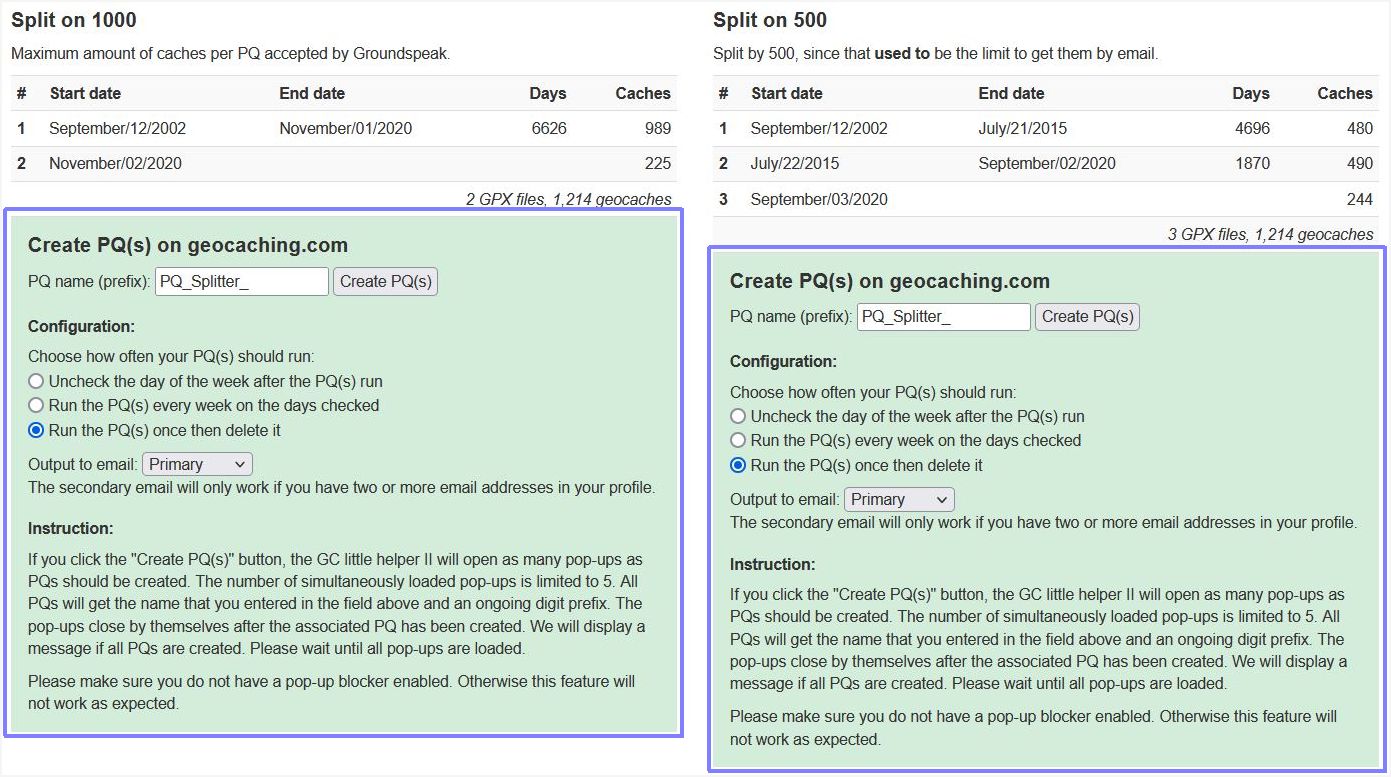 Split on 1000
Maximum amount of caches per PQ accepted by Groundspeak.
# Start date End date Days Caches
1 September/12/2002 November/01/2020 6626 989
2 November/02/2020 225
2 GPX files, 1,214 geocaches
Create PQ(s) on geocaching.com
PQ name (prefix): PQ_Splitter_ Create PQ(s)
Configuration:
Choose how often your PQ(s) should run:
Uncheck the day of the week after the PQ(s) run
Run the PQ(s) every week on the days checked
Run the PQ(s) once then delete it
Output to email: Primary
The secondary email will only work if you have two or more email addresses in your profile.
Instruction:
If you click the "Create PQ(s)" button, the GC little helper II will open as many pop-ups as
PQs should be created. The number of simultaneously loaded pop-ups is limited to 5. All
PQs will get the name that you entered in the field above and an ongoing digit prefix. The
pop-ups close by themselves after the associated PQ has been created. We will display a
message if all PQs are created. Please wait until all pop-ups are loaded.
Please make sure you do not have a pop-up blocker enabled. Otherwise this feature will
not work as expected.
Split on 500
Split by 500, since that used to be the limit to get them by email.
# Start date End date Days Caches
1 September/12/2002 July/21/2015 4696 480
2 July/22/2015 September/02/2020 1870 490
3 September/03/2020 244
3 GPX files, 1,214 geocaches
Create PQ(s) on geocaching.com
PQ name (prefix): PQ_Splitter_ Create PQ(s)
Configuration:
Choose how often your PQ(s) should run:
Uncheck the day of the week after the PQ(s) run
Run the PQ(s) every week on the days checked
Run the PQ(s) once then delete it
Output to email: Primary
The secondary email will only work if you have two or more email addresses in your profile.
Instruction:
If you click the "Create PQ(s)" button, the GC little helper II will open as many pop-ups as
PQs should be created. The number of simultaneously loaded pop-ups is limited to 5. All
PQs will get the name that you entered in the field above and an ongoing digit prefix. The
pop-ups close by themselves after the associated PQ has been created. We will display a
message if all PQs are created. Please wait until all pop-ups are loaded.
Please make sure you do not have a pop-up blocker enabled. Otherwise this feature will
not work as expected.